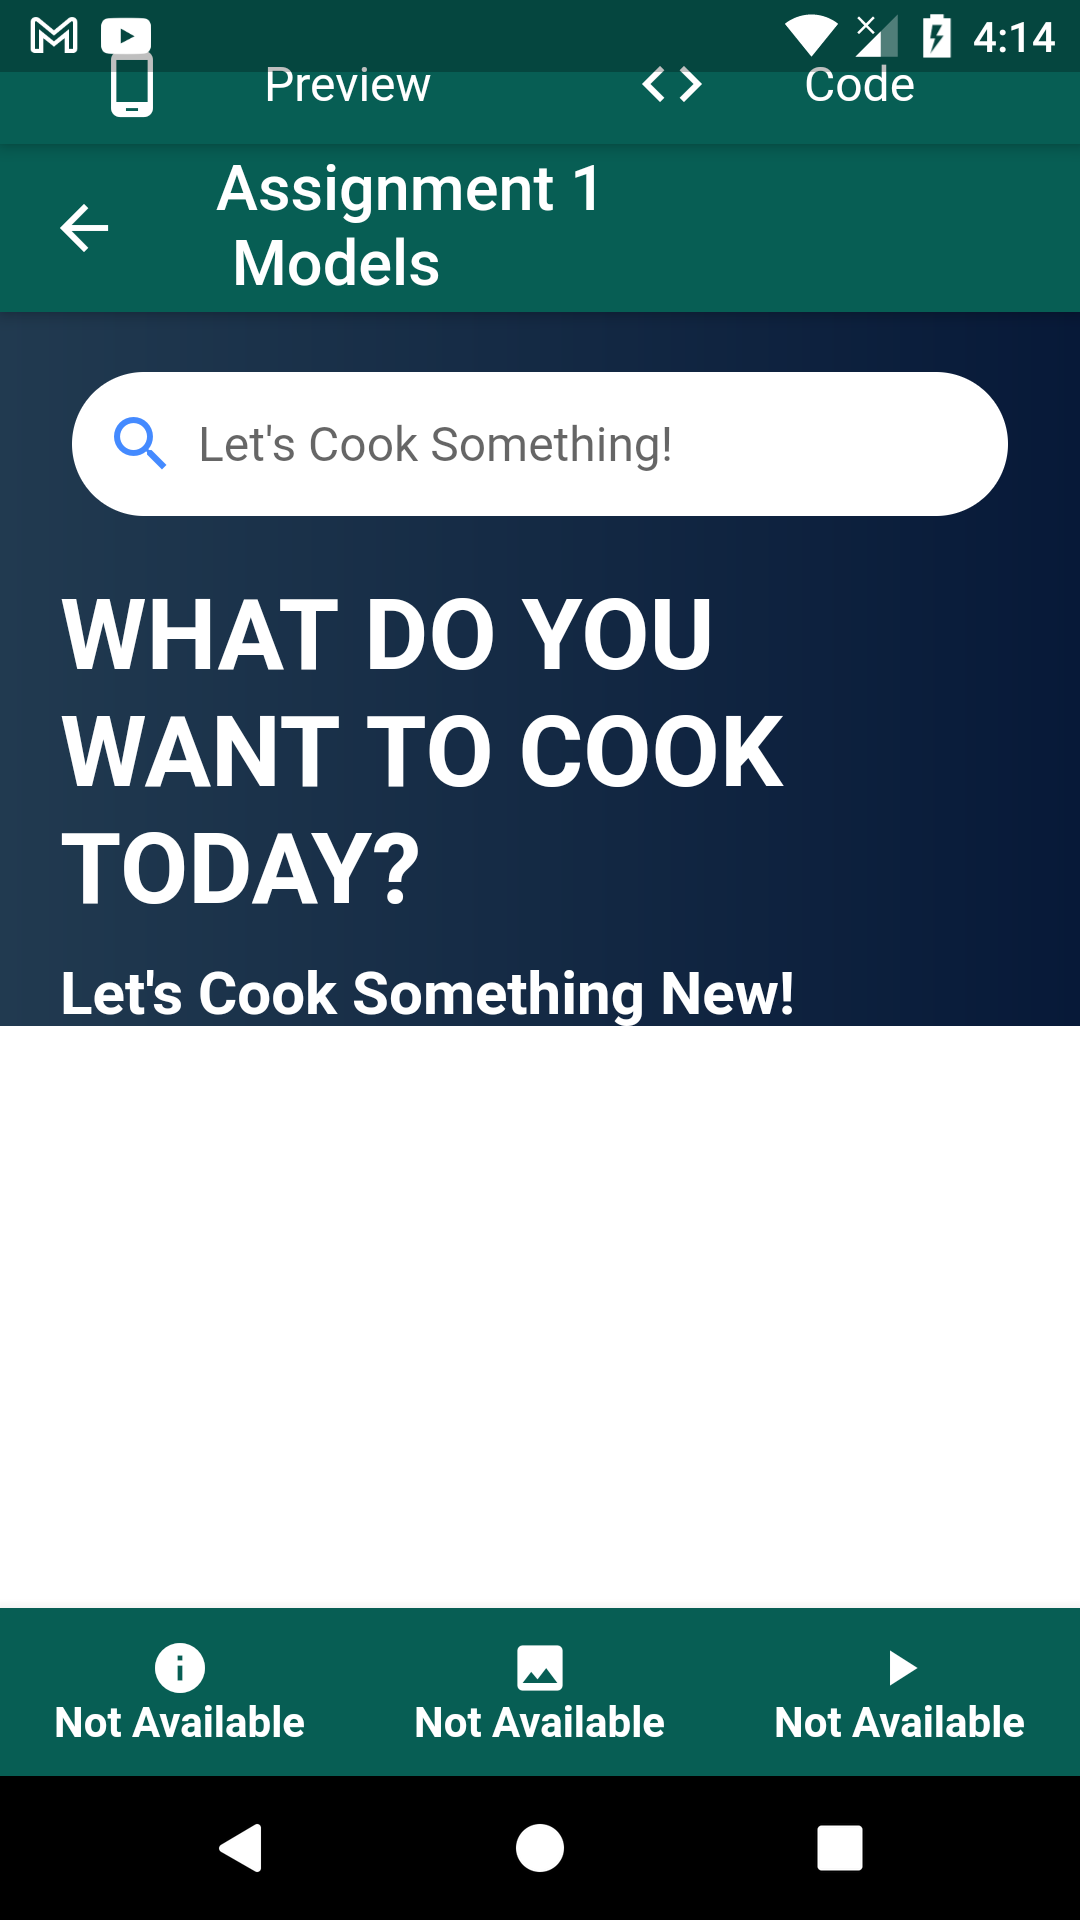 4:14
Preview
Code
Assignment 1
Models
Let's Cook Something!
WHAT DO YOU
WANT TO COOK
TODAY?
Let's Cook Something New!
Not Available
Not Available
Not Available